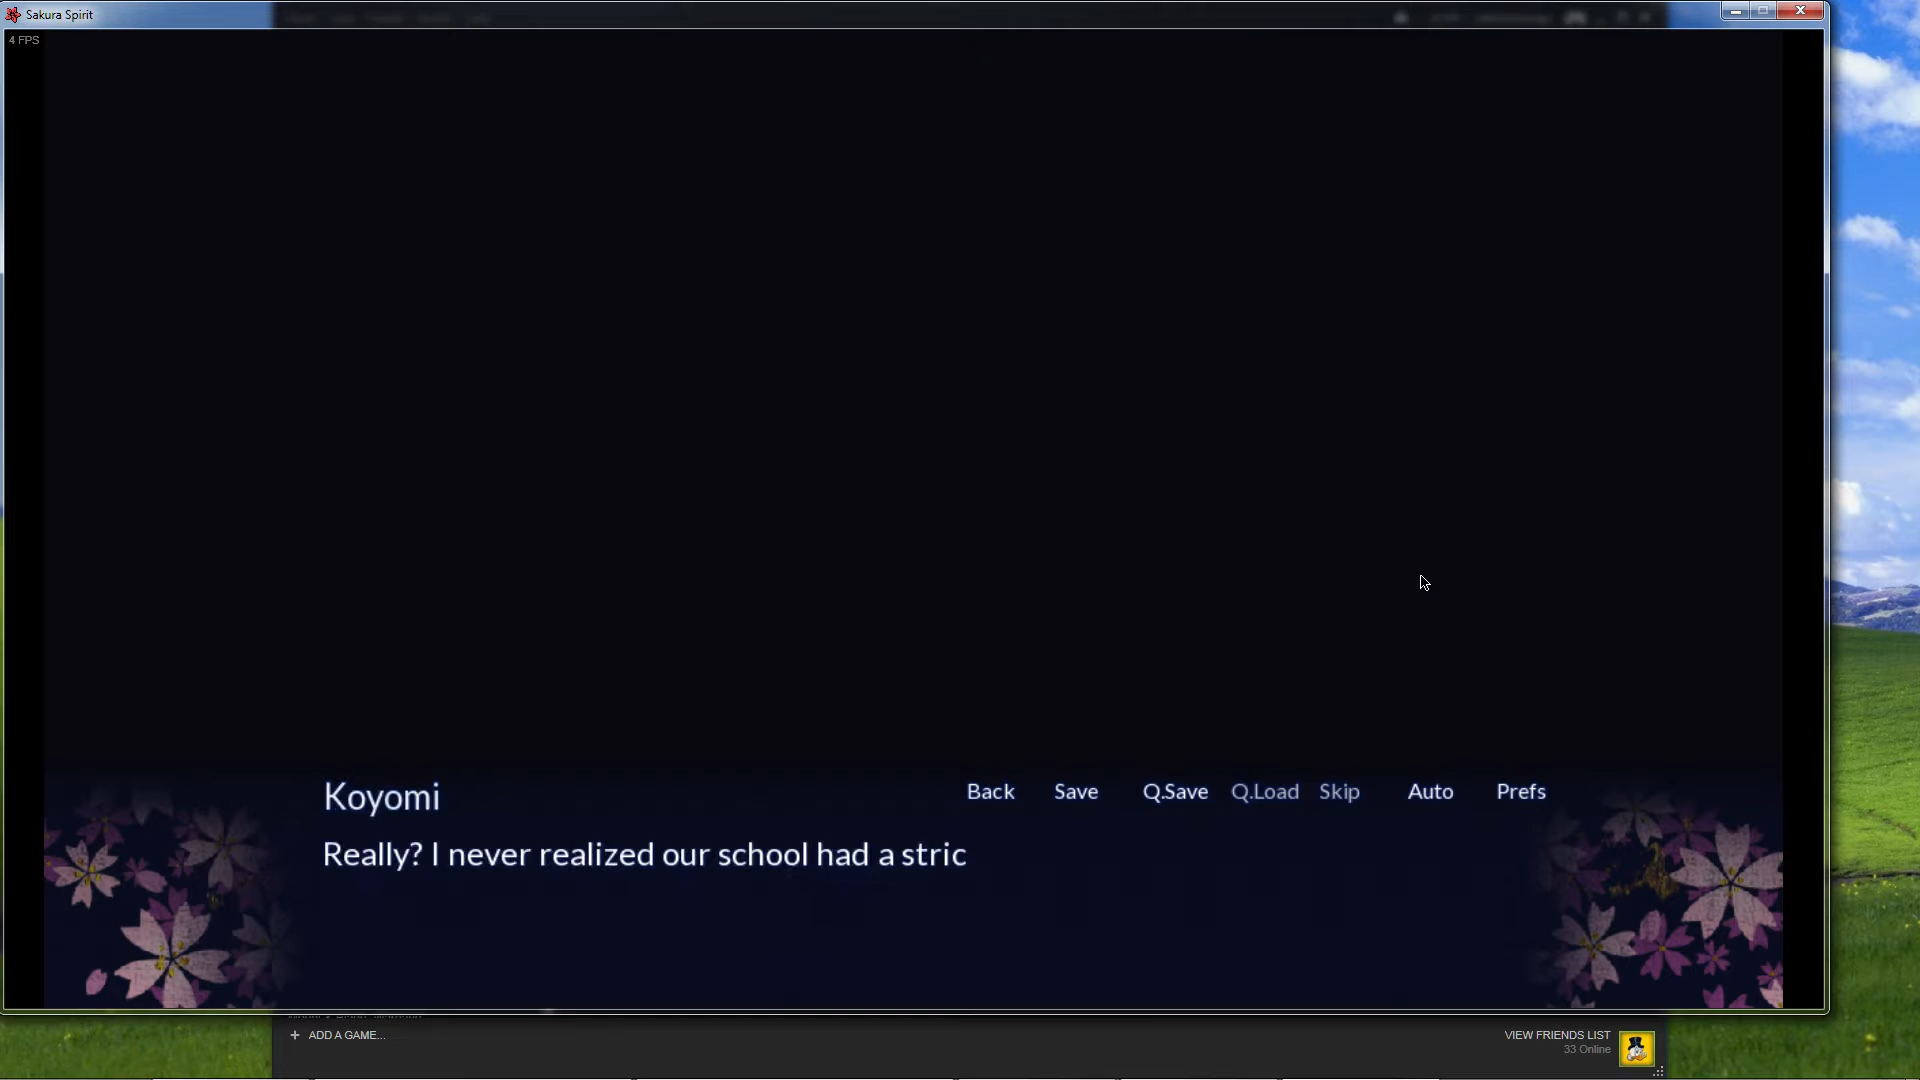 Sakura Spirit
4 FPS
Koyomi
Back Save Q.Save Q.Load Skip Auto Prefs
Really? I never realized our school had a stric
+ ADD A GAME...
VIEW FRIENDS LIST
33 Online